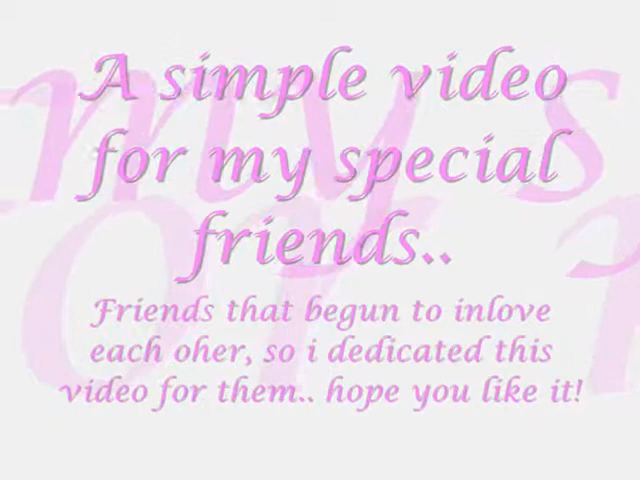 A simple video
for my special
friends..
Friends that begun to inlove
each oher, so i dedicated this
video for them.. hope you like it!